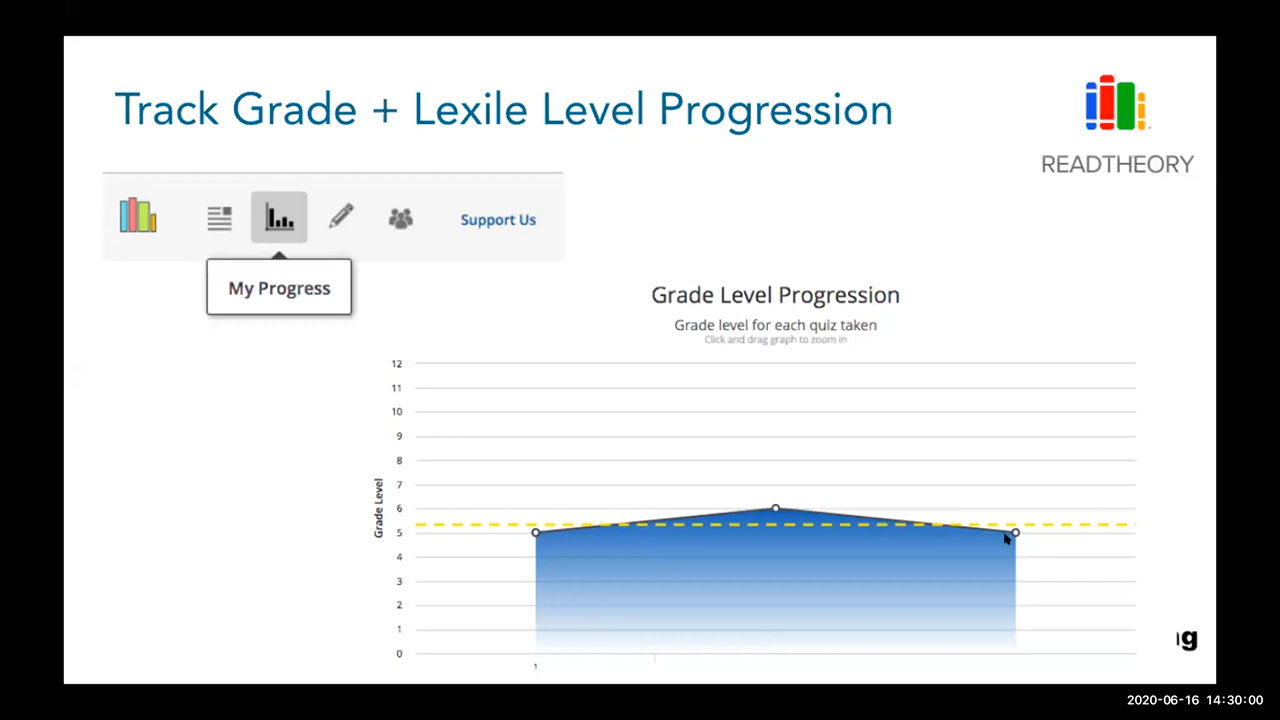 Track Grade + Lexile Level Progression
READTHEORY
Support Us
My Progress
Grade Level Progression
Grade level for each quiz taken
Click and drag graph to zoom in
12
11
10
9
8
7
6
5
4
3
2
1
0
Grade Level
1
g
2020-06-16 14:30:00